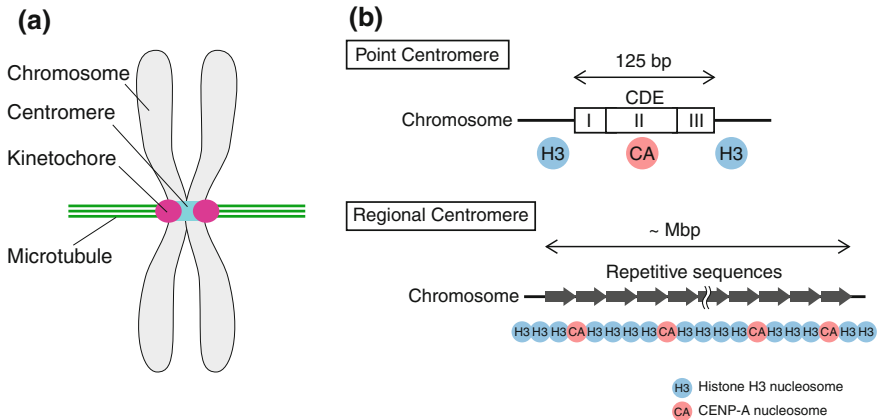 (a)
Chromosome
Centromere
Kinetochore
Microtubule
(b)
Point Centromere
125 bp
CDE
Chromosome
I II III
H3 CA H3
Regional Centromere
~ Mbp
Repetitive sequences
Chromosome
H3 H3 H3 CA H3 H3 H3 H3 CA H3 H3 H3 H3 CA H3 H3 H3 CA H3 H3
H3 Histone H3 nucleosome
CA CENP-A nucleosome